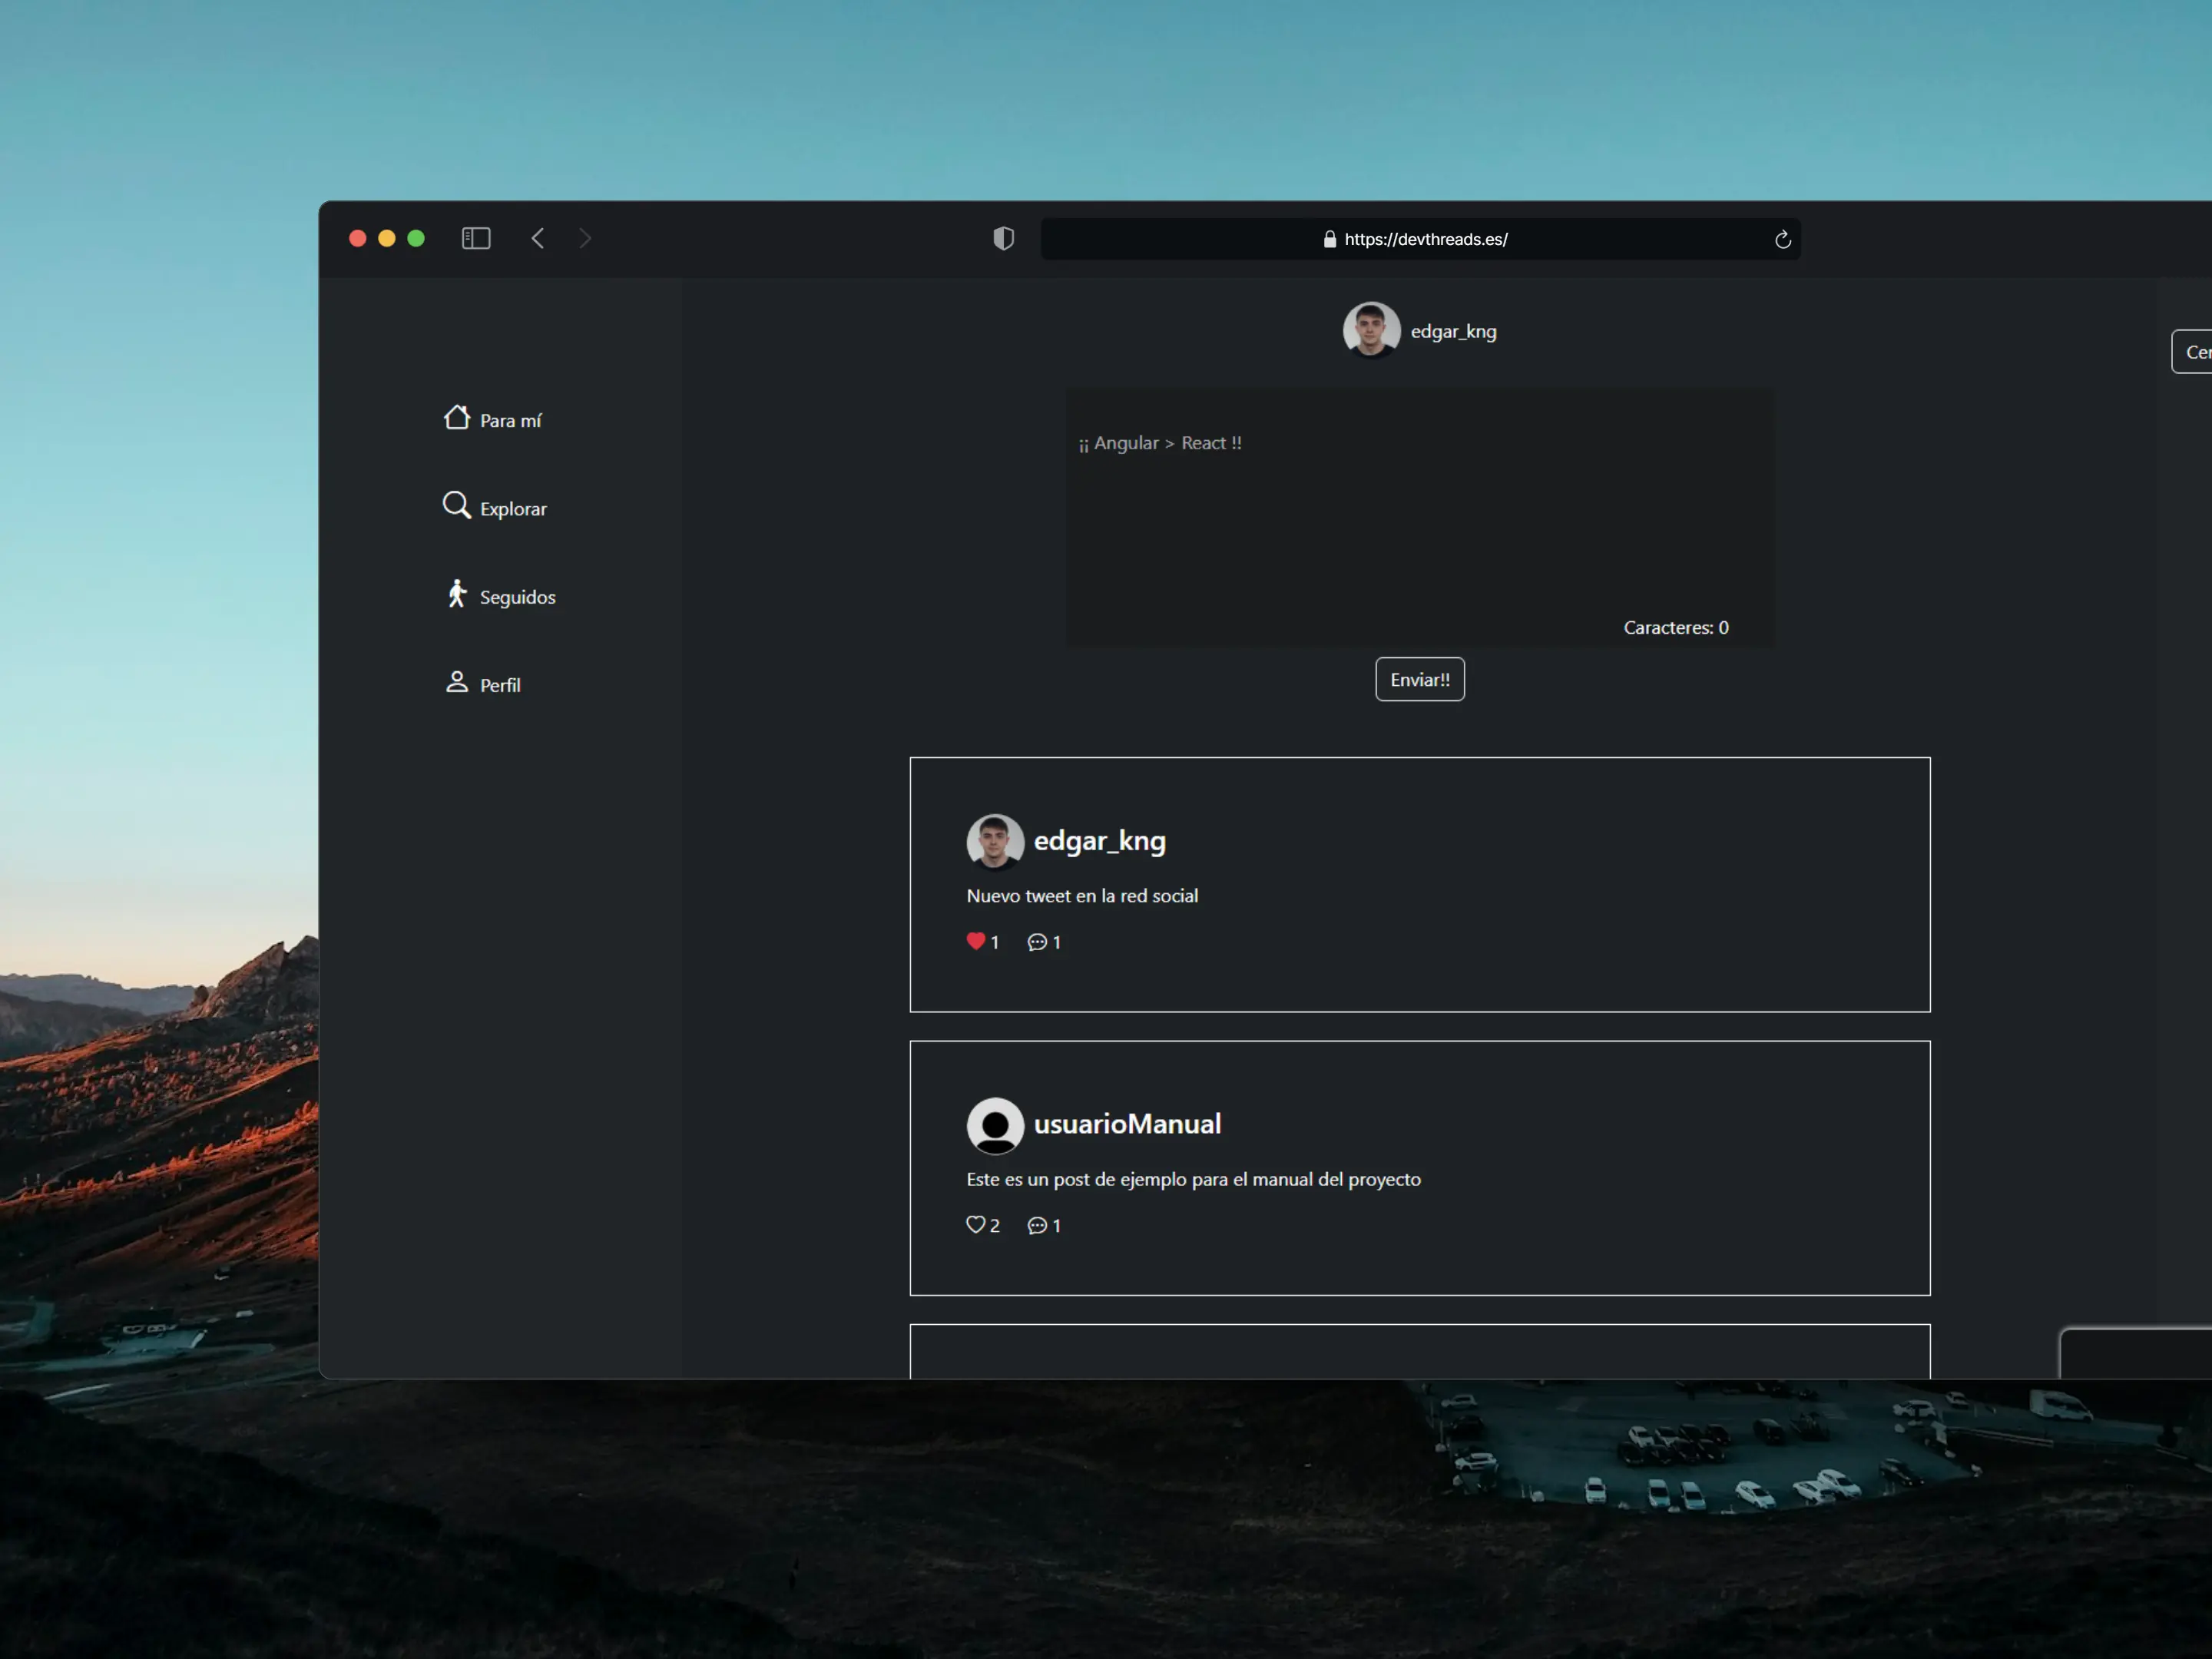 https://devthreads.es/
edgar_kng
Para mí
Explorar
Seguidos
Perfil
¡¡ Angular > React !!
Caracteres: 0
Enviar!!
edgar_kng
Nuevo tweet en la red social
1 1
usuarioManual
Este es un post de ejemplo para el manual del proyecto
2 1